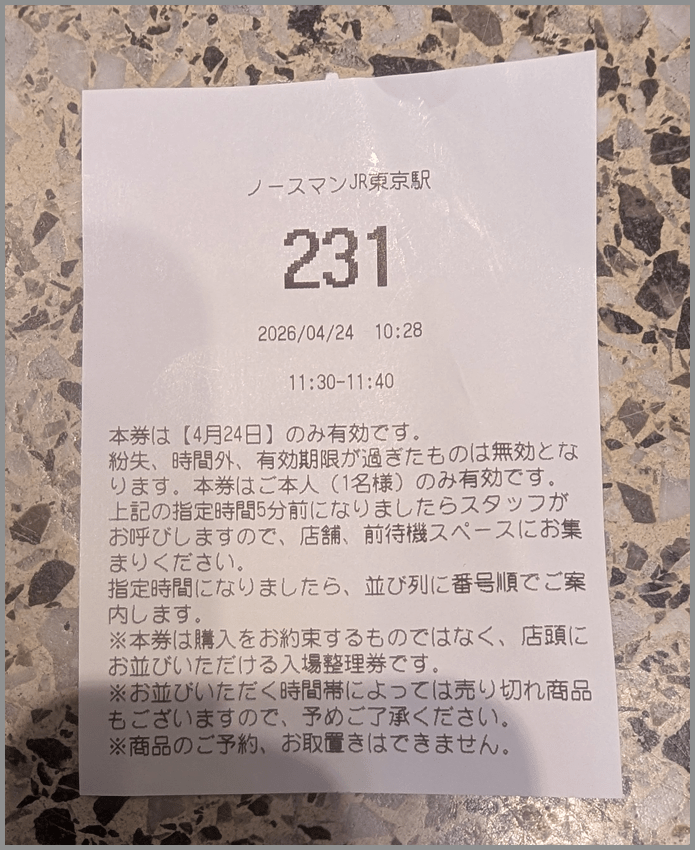 ノースマンJR東京駅
231
2026/04/24 10:28
11:30-11:40
本券は【4月24日】のみ有効です。
紛失、時間外、有効期限が過ぎたものは無効とな
ります。本券はご本人（1名様）のみ有効です。
上記の指定時間5分前になりましたらスタッフが
お呼びしますので、店舗、前待機スペースにお集
まりください。
指定時間になりましたら、並び列に番号順でご案
内します。
※本券は購入をお約束するものではなく、店頭に
お並びいただける入場整理券です。
※お並びいただく時間帯によっては売り切れ商品
もございますので、予めご了承ください。
※商品のご予約、お取置きはできません。